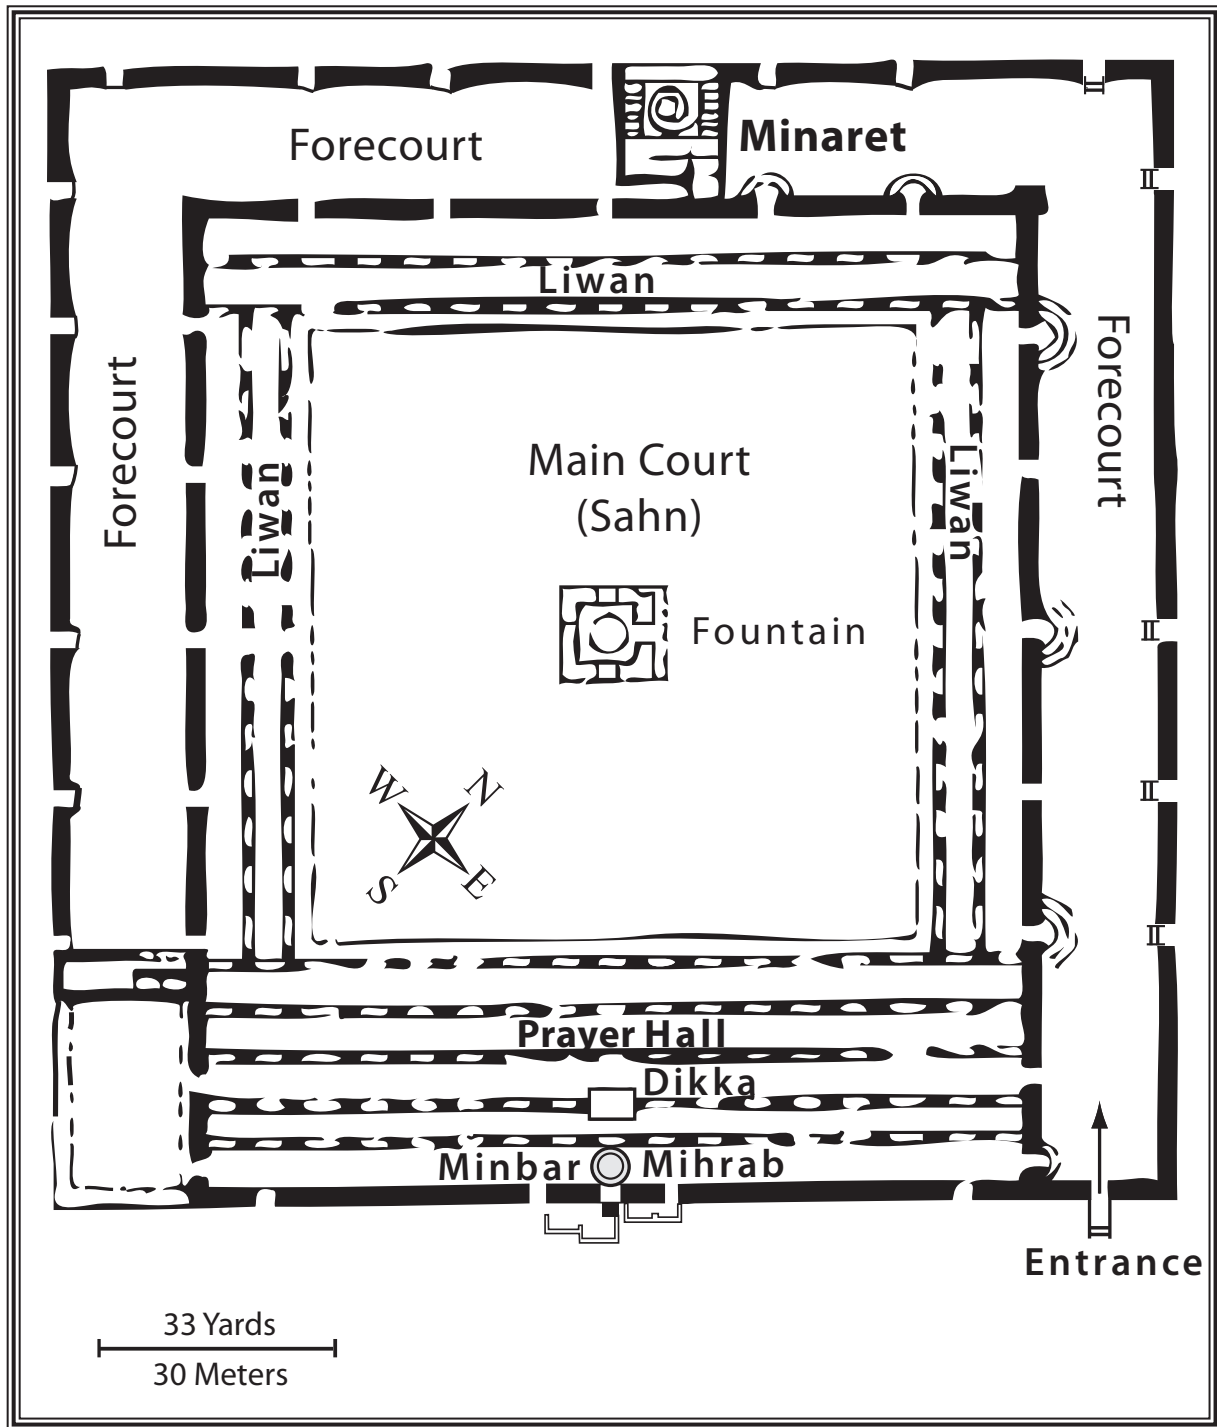 Forecourt
Minaret
Liwan
Forecourt
Forecourt
Liwan
Main Court
(Sahn)
Liwan
Fountain
W
N
S
E
Prayer Hall
Dikka
Minbar
Mihrab
Entrance
33 Yards
30 Meters